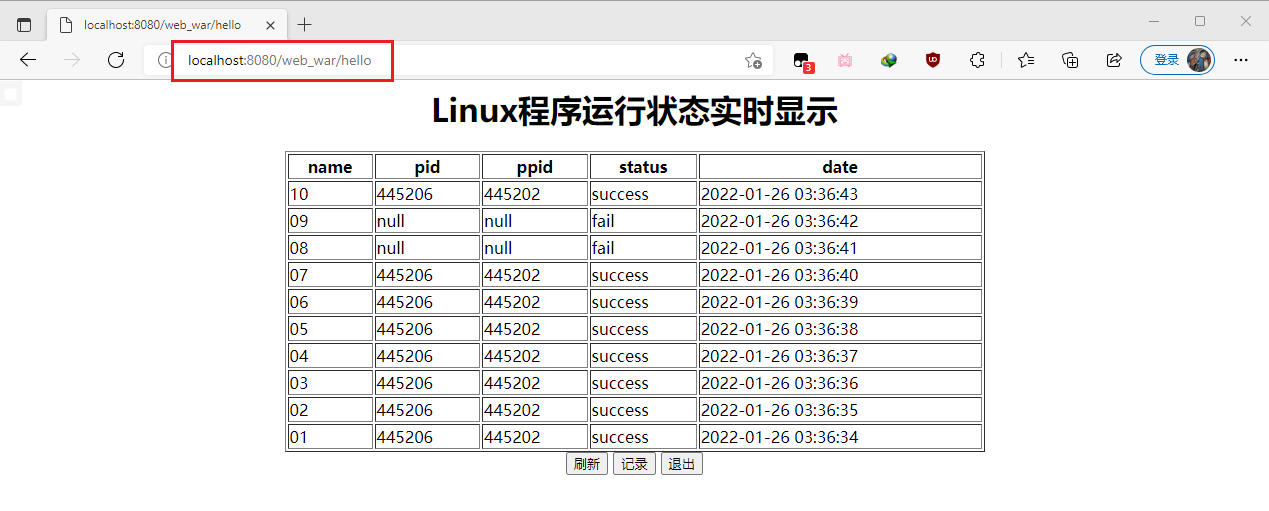 localhost:8080/web_war/hello
localhost:8080/web_war/hello
3
UD
登录
Linux程序运行状态实时显示
name pid ppid status date
10 445206 445202 success 2022-01-26 03:36:43
09 null null fail 2022-01-26 03:36:42
08 null null fail 2022-01-26 03:36:41
07 445206 445202 success 2022-01-26 03:36:40
06 445206 445202 success 2022-01-26 03:36:39
05 445206 445202 success 2022-01-26 03:36:38
04 445206 445202 success 2022-01-26 03:36:37
03 445206 445202 success 2022-01-26 03:36:36
02 445206 445202 success 2022-01-26 03:36:35
01 445206 445202 success 2022-01-26 03:36:34
刷新 记录 退出